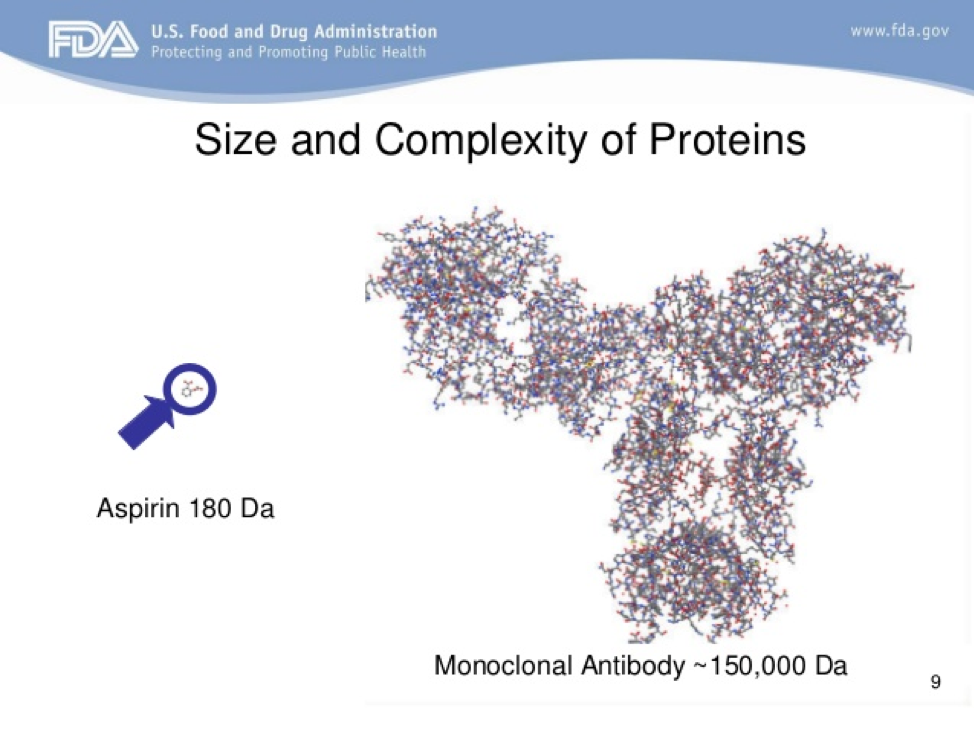 FDA
U.S. Food and Drug Administration
Protecting and Promoting Public Health
www.fda.gov
Size and Complexity of Proteins
Aspirin 180 Da
Monoclonal Antibody ~150,000 Da
9